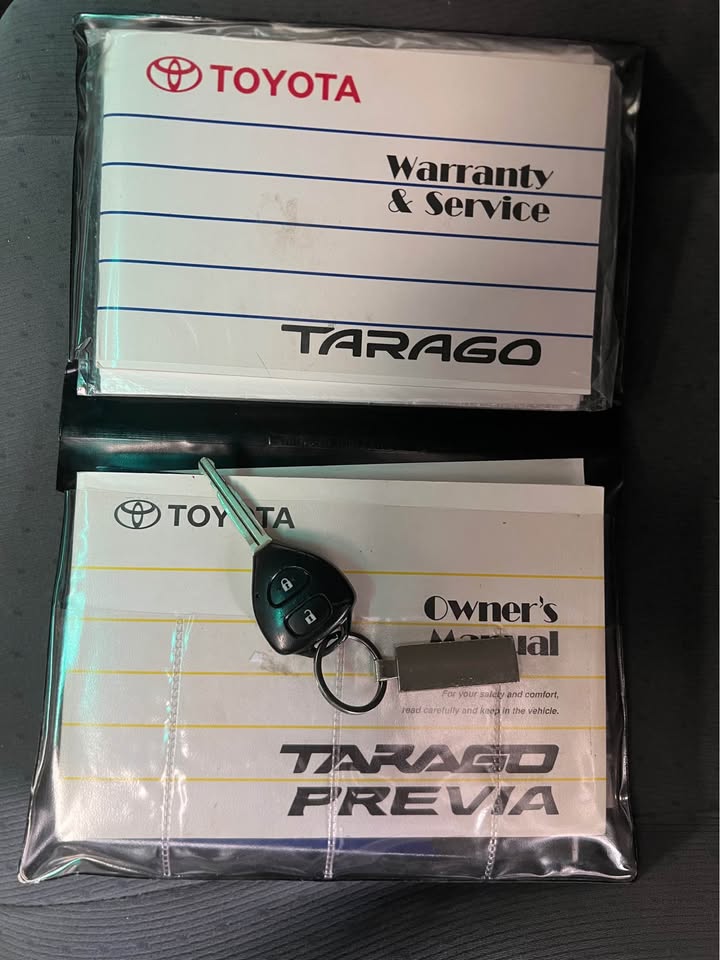 TOYOTA
Warranty
& Service
TARAGO
TOYOTA
Owner's
Manual
For your safety and comfort,
read carefully and keep in the vehicle.
TARAGO
PREVIA